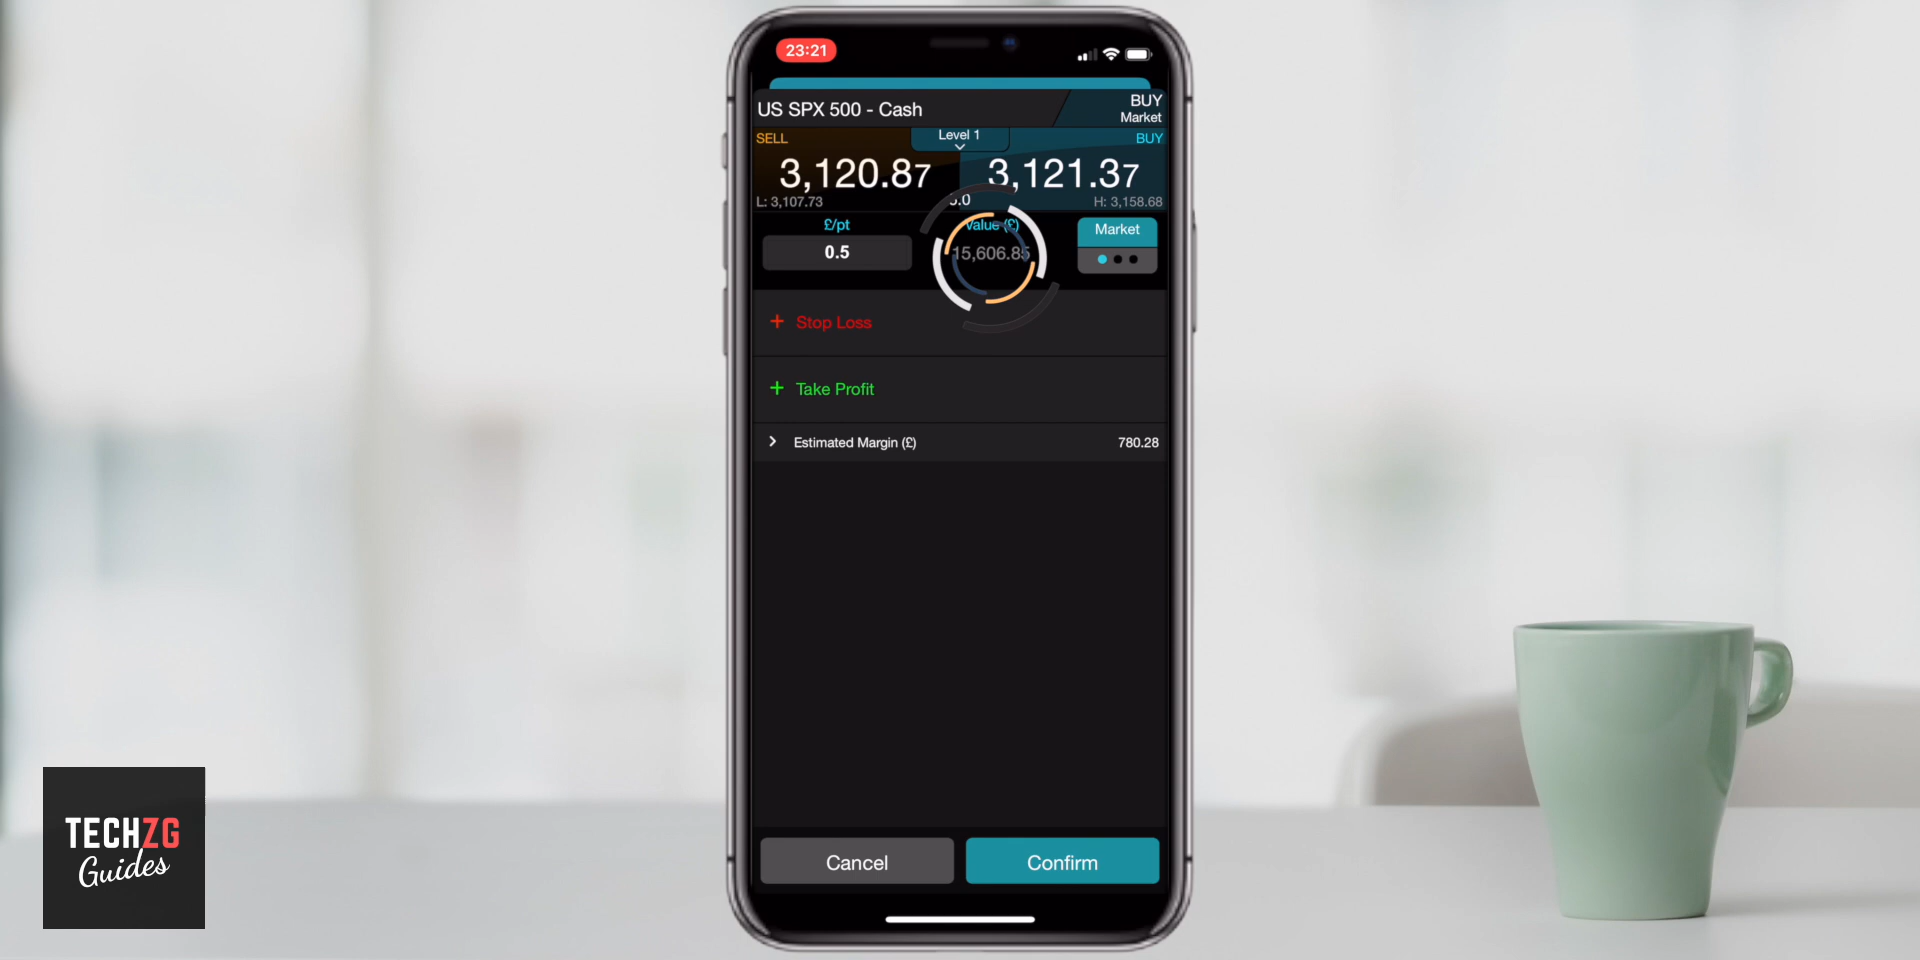 23:21
US SPX 500 - Cash
BUY
Market
SELL
Level 1
BUY
3,120.87
3,121.37
L: 3,107.73
H: 3,158.68
£/pt
Value (£)
Market
0.5
15,606.85
+ Stop Loss
+ Take Profit
Estimated Margin (£)
780.28
Cancel
Confirm
TECHZG
Guides